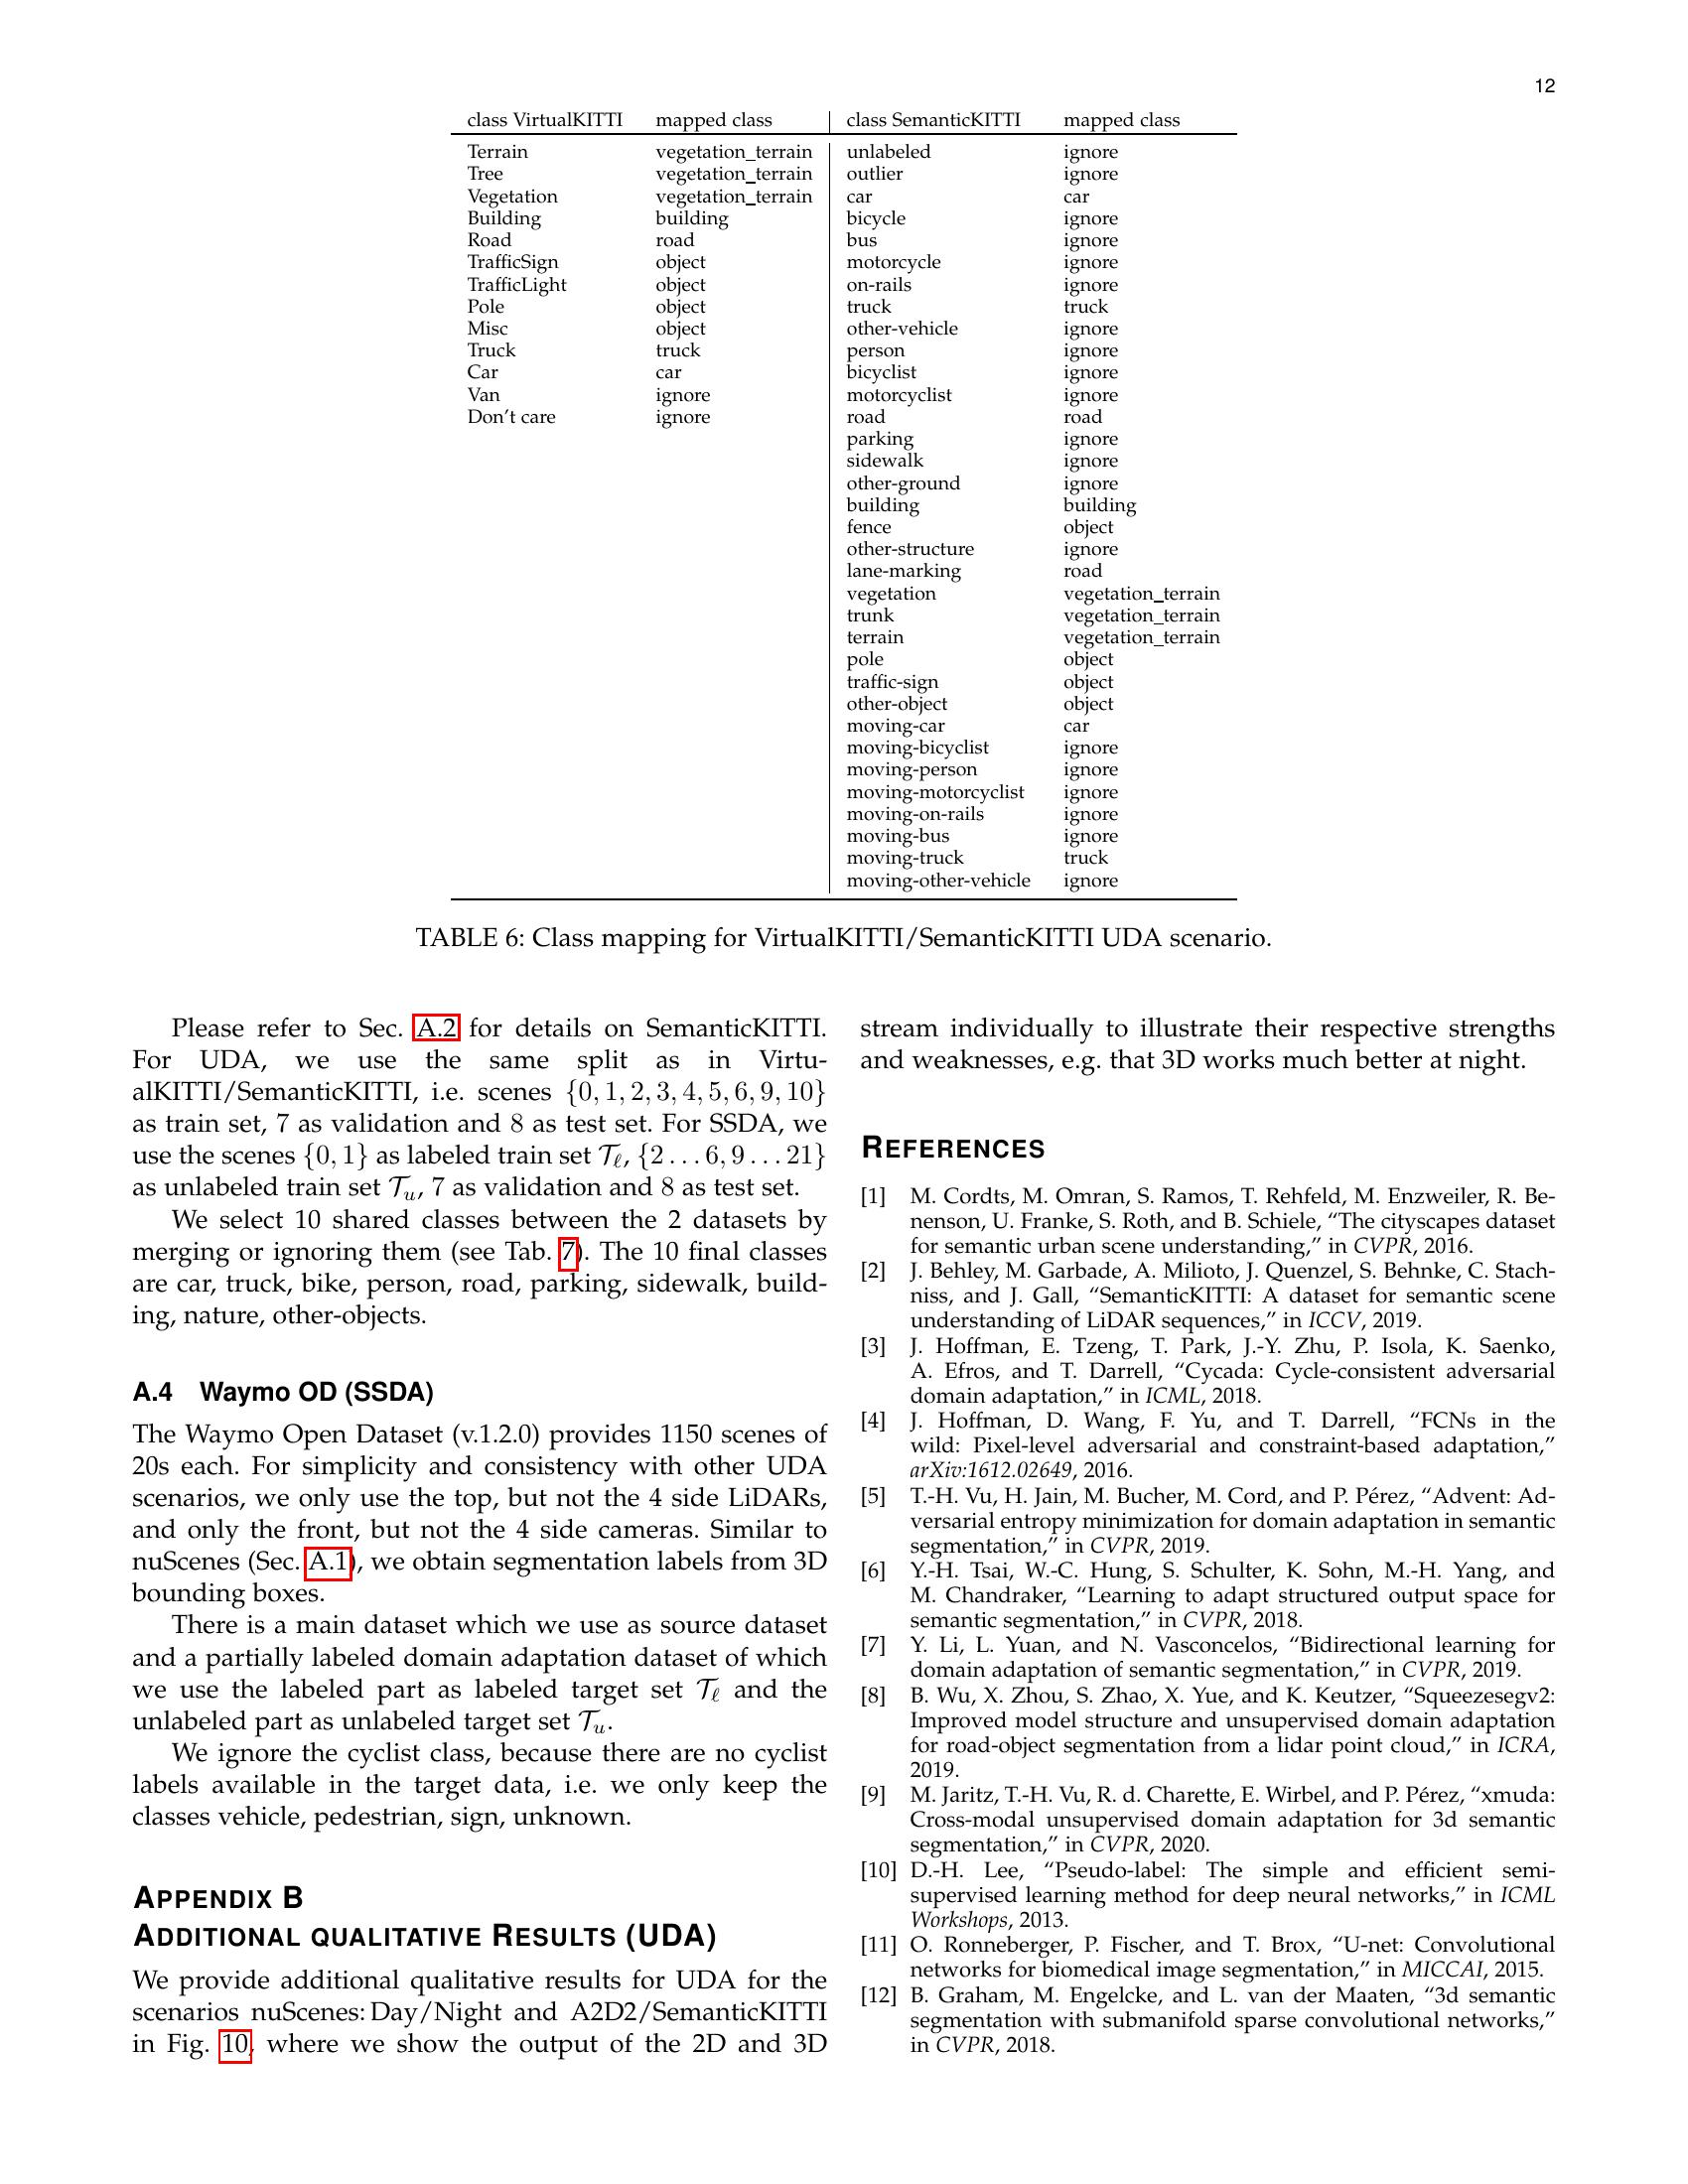 12
class VirtualKITTI mapped class class SemanticKITTI mapped class
Terrain vegetation_terrain unlabeled ignore
Tree vegetation_terrain outlier ignore
Vegetation vegetation_terrain car car
Building building bicycle ignore
Road road bus ignore
TrafficSign object motorcycle ignore
TrafficLight object on-rails ignore
Pole object truck truck
Misc object other-vehicle ignore
Truck truck person ignore
Car car bicyclist ignore
Van ignore motorcyclist ignore
Don't care ignore road road
parking ignore
sidewalk ignore
other-ground ignore
building building
fence object
other-structure ignore
lane-marking road
vegetation vegetation_terrain
trunk vegetation_terrain
terrain vegetation_terrain
pole object
traffic-sign object
other-object object
moving-car car
moving-bicyclist ignore
moving-person ignore
moving-motorcyclist ignore
moving-on-rails ignore
moving-bus ignore
moving-truck truck
moving-other-vehicle ignore
TABLE 6: Class mapping for VirtualKITTI/SemanticKITTI UDA scenario.
Please refer to Sec. A.2 for details on SemanticKITTI.
For UDA, we use the same split as in Virtu-
alKITTI/SemanticKITTI, i.e. scenes {0, 1, 2, 3, 4, 5, 6, 9, 10}
as train set, 7 as validation and 8 as test set. For SSDA, we
use the scenes {0, 1} as labeled train set 𝒯ℓ, {2 . . . 6, 9 . . . 21}
as unlabeled train set 𝒯u, 7 as validation and 8 as test set.
We select 10 shared classes between the 2 datasets by
merging or ignoring them (see Tab. 7). The 10 final classes
are car, truck, bike, person, road, parking, sidewalk, build-
ing, nature, other-objects.
A.4 Waymo OD (SSDA)
The Waymo Open Dataset (v.1.2.0) provides 1150 scenes of
20s each. For simplicity and consistency with other UDA
scenarios, we only use the top, but not the 4 side LiDARs,
and only the front, but not the 4 side cameras. Similar to
nuScenes (Sec. A.1), we obtain segmentation labels from 3D
bounding boxes.
There is a main dataset which we use as source dataset
and a partially labeled domain adaptation dataset of which
we use the labeled part as labeled target set 𝒯ℓ and the
unlabeled part as unlabeled target set 𝒯u.
We ignore the cyclist class, because there are no cyclist
labels available in the target data, i.e. we only keep the
classes vehicle, pedestrian, sign, unknown.
APPENDIX B
ADDITIONAL QUALITATIVE RESULTS (UDA)
We provide additional qualitative results for UDA for the
scenarios nuScenes: Day/Night and A2D2/SemanticKITTI
in Fig. 10, where we show the output of the 2D and 3D
stream individually to illustrate their respective strengths
and weaknesses, e.g. that 3D works much better at night.
REFERENCES
[1] M. Cordts, M. Omran, S. Ramos, T. Rehfeld, M. Enzweiler, R. Be-
nenson, U. Franke, S. Roth, and B. Schiele, “The cityscapes dataset
for semantic urban scene understanding,” in CVPR, 2016.
[2] J. Behley, M. Garbade, A. Milioto, J. Quenzel, S. Behnke, C. Stach-
niss, and J. Gall, “SemanticKITTI: A dataset for semantic scene
understanding of LiDAR sequences,” in ICCV, 2019.
[3] J. Hoffman, E. Tzeng, T. Park, J.-Y. Zhu, P. Isola, K. Saenko,
A. Efros, and T. Darrell, “Cycada: Cycle-consistent adversarial
domain adaptation,” in ICML, 2018.
[4] J. Hoffman, D. Wang, F. Yu, and T. Darrell, “FCNs in the
wild: Pixel-level adversarial and constraint-based adaptation,”
arXiv:1612.02649, 2016.
[5] T.-H. Vu, H. Jain, M. Bucher, M. Cord, and P. Pérez, “Advent: Ad-
versarial entropy minimization for domain adaptation in semantic
segmentation,” in CVPR, 2019.
[6] Y.-H. Tsai, W.-C. Hung, S. Schulter, K. Sohn, M.-H. Yang, and
M. Chandraker, “Learning to adapt structured output space for
semantic segmentation,” in CVPR, 2018.
[7] Y. Li, L. Yuan, and N. Vasconcelos, “Bidirectional learning for
domain adaptation of semantic segmentation,” in CVPR, 2019.
[8] B. Wu, X. Zhou, S. Zhao, X. Yue, and K. Keutzer, “Squeezesegv2:
Improved model structure and unsupervised domain adaptation
for road-object segmentation from a lidar point cloud,” in ICRA,
2019.
[9] M. Jaritz, T.-H. Vu, R. d. Charette, E. Wirbel, and P. Pérez, “xmuda:
Cross-modal unsupervised domain adaptation for 3d semantic
segmentation,” in CVPR, 2020.
[10] D.-H. Lee, “Pseudo-label: The simple and efficient semi-
supervised learning method for deep neural networks,” in ICML
Workshops, 2013.
[11] O. Ronneberger, P. Fischer, and T. Brox, “U-net: Convolutional
networks for biomedical image segmentation,” in MICCAI, 2015.
[12] B. Graham, M. Engelcke, and L. van der Maaten, “3d semantic
segmentation with submanifold sparse convolutional networks,”
in CVPR, 2018.